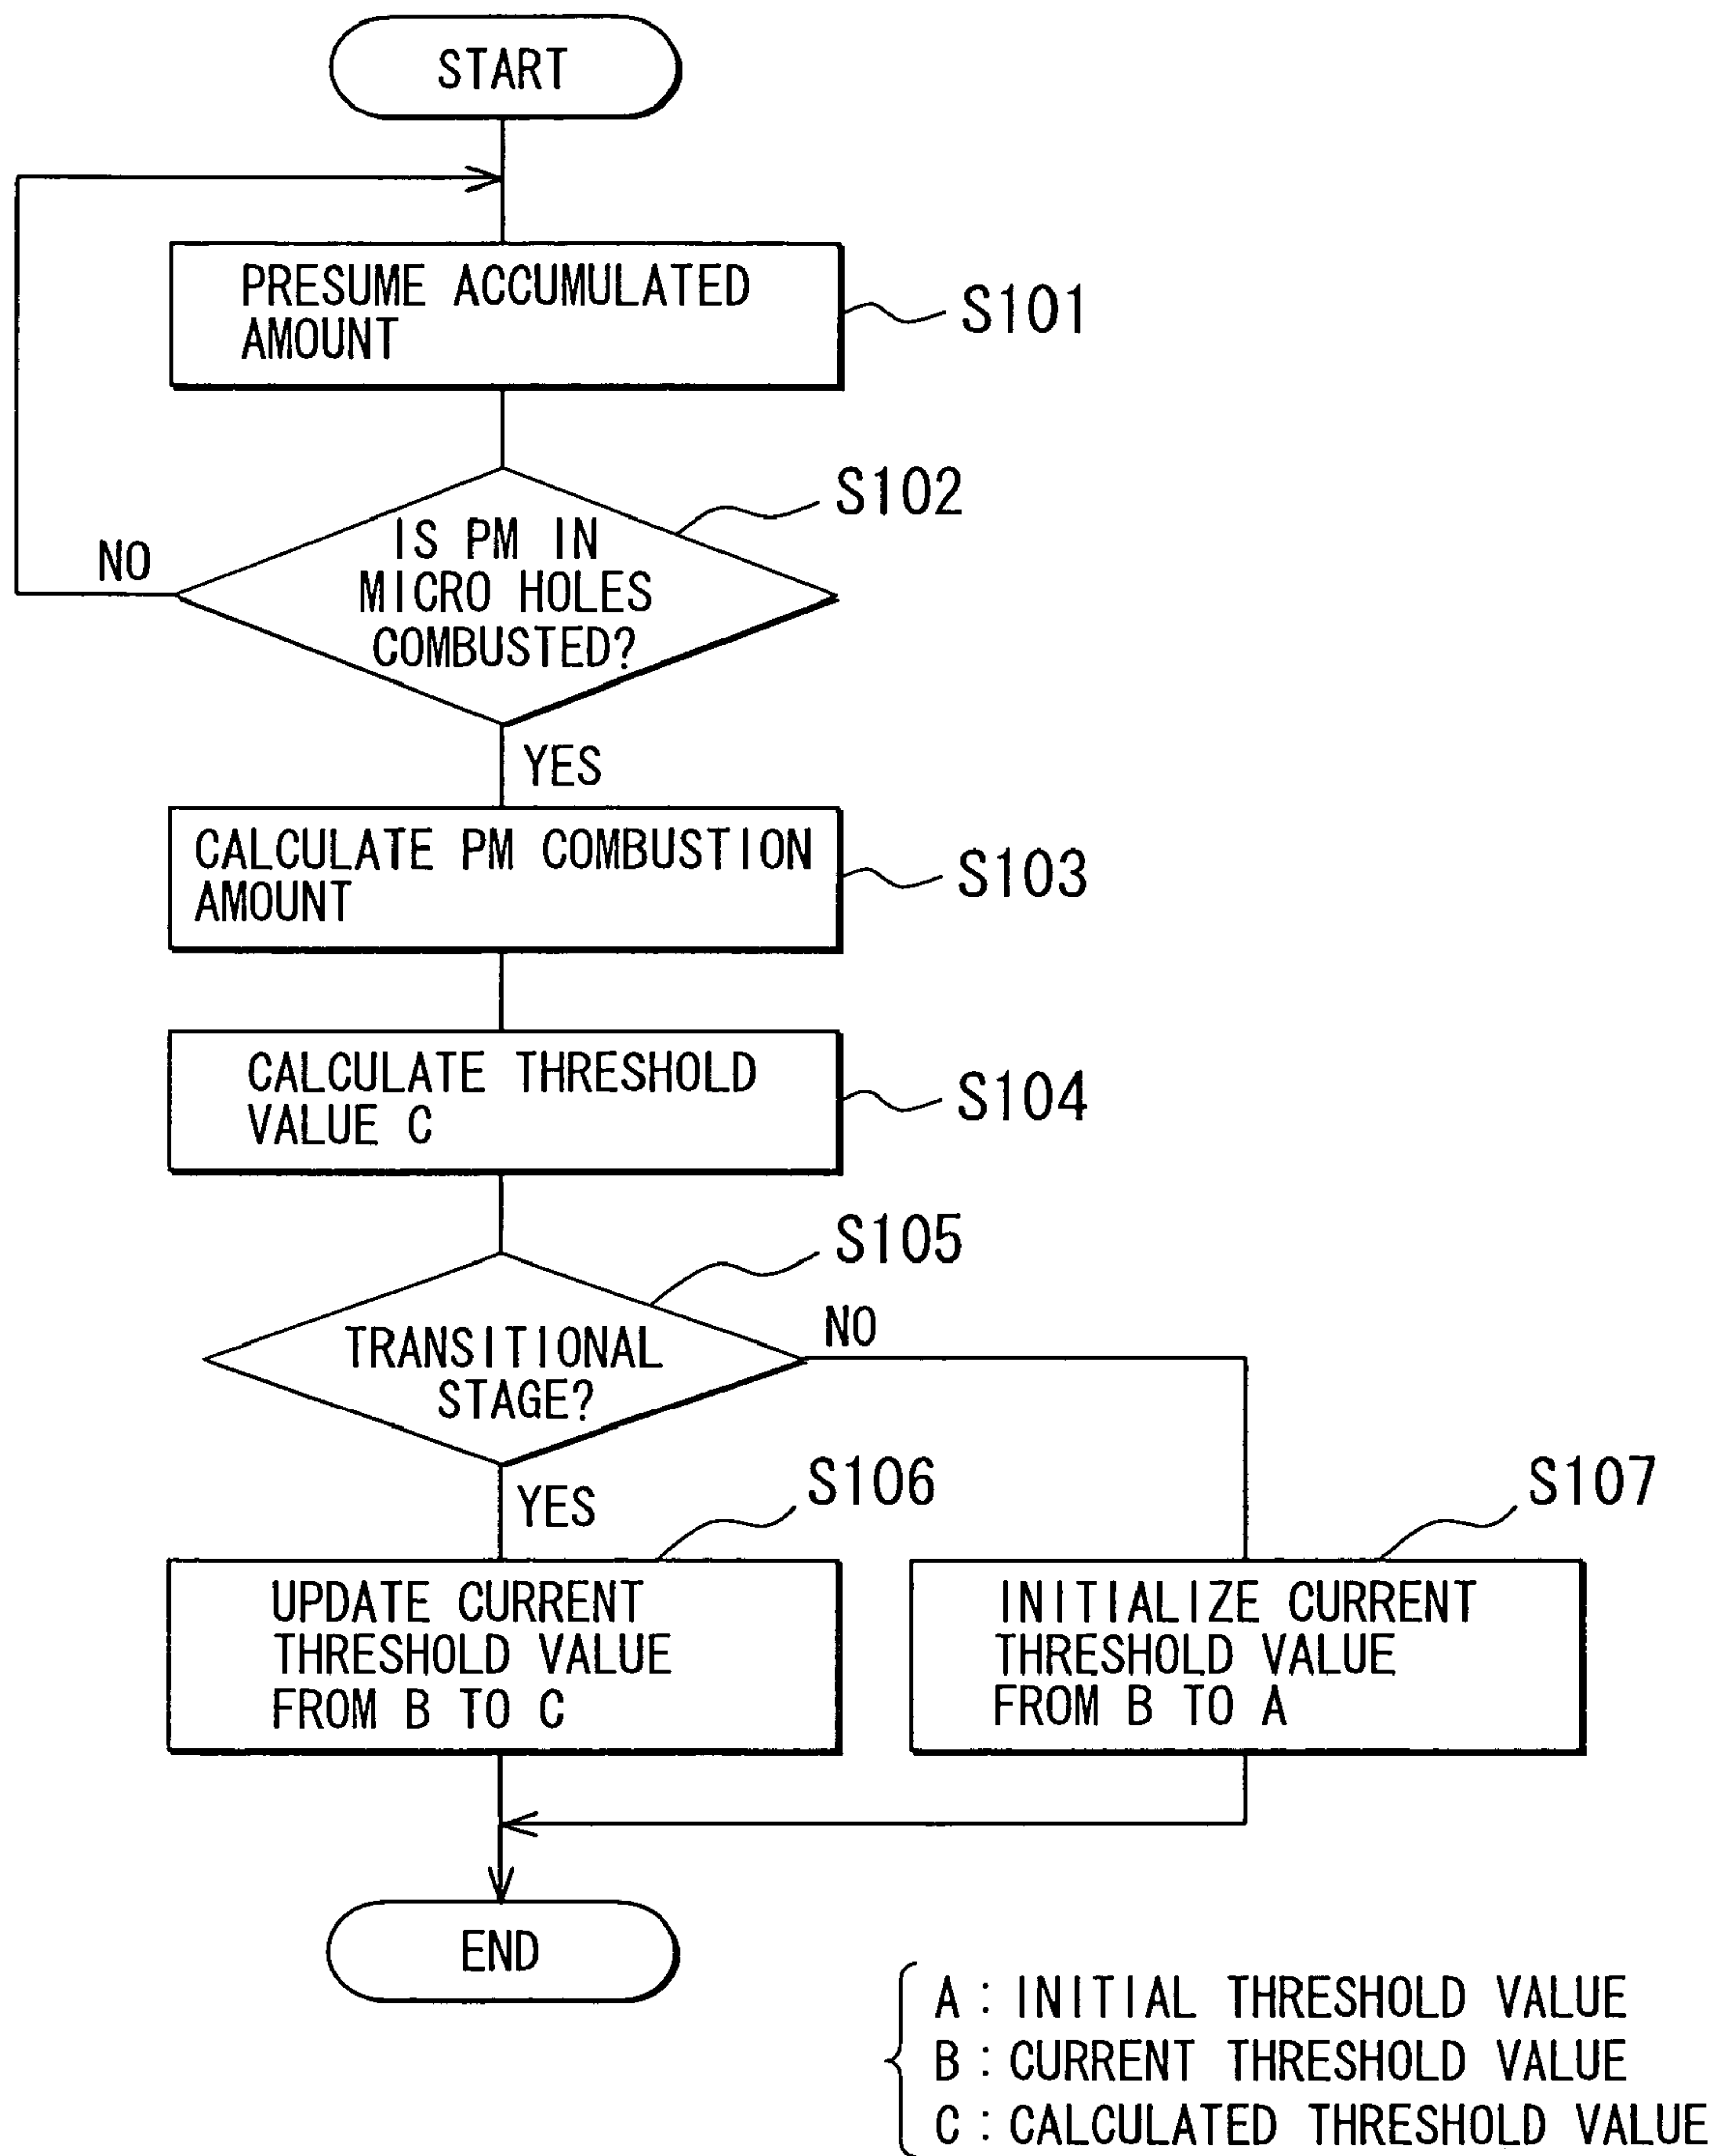 START
PRESUME ACCUMULATED
AMOUNT
S101
S102
IS PM IN
MICRO HOLES
COMBUSTED?
NO
YES
CALCULATE PM COMBUSTION
AMOUNT
S103
CALCULATE THRESHOLD
VALUE C
S104
S105
TRANSITIONAL
STAGE?
NO
YES
S106
UPDATE CURRENT
THRESHOLD VALUE
FROM B TO C
S107
INITIALIZE CURRENT
THRESHOLD VALUE
FROM B TO A
END
A : INITIAL THRESHOLD VALUE
B : CURRENT THRESHOLD VALUE
C : CALCULATED THRESHOLD VALUE